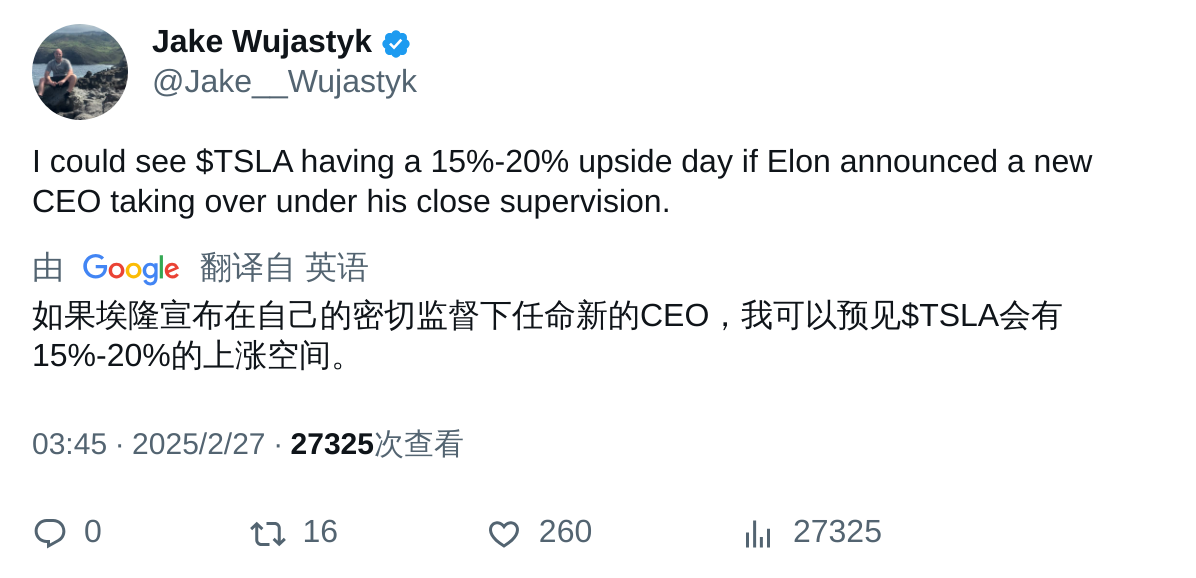 Jake Wujastyk
@Jake__Wujastyk
I could see $TSLA having a 15%-20% upside day if Elon announced a new
CEO taking over under his close supervision.
由 Google 翻译自 英语
如果埃隆宣布在自己的密切监督下任命新的CEO，我可以预见$TSLA会有
15%-20%的上涨空间。
03:45 · 2025/2/27 · 27325次查看
0 16 260 27325